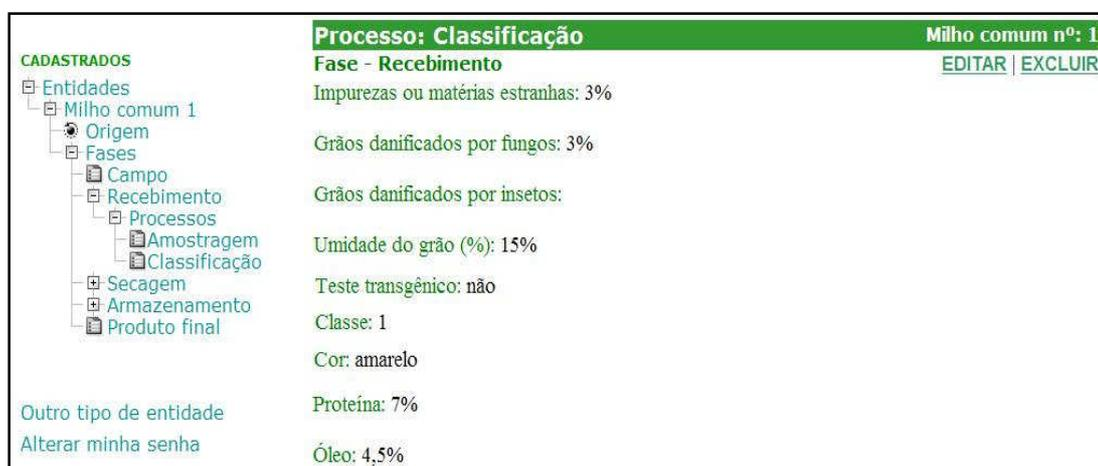 CADASTRADOS
Entidades
Milho comum 1
Origem
Fases
Campo
Recebimento
Processos
Amostragem
Classificação
Secagem
Armazenamento
Produto final
Outro tipo de entidade
Alterar minha senha
Processo: Classificação Milho comum nº: 1
Fase - Recebimento EDITAR | EXCLUIR
Impurezas ou matérias estranhas: 3%
Grãos danificados por fungos: 3%
Grãos danificados por insetos:
Umidade do grão (%): 15%
Teste transgênico: não
Classe: 1
Cor: amarelo
Proteína: 7%
Óleo: 4,5%